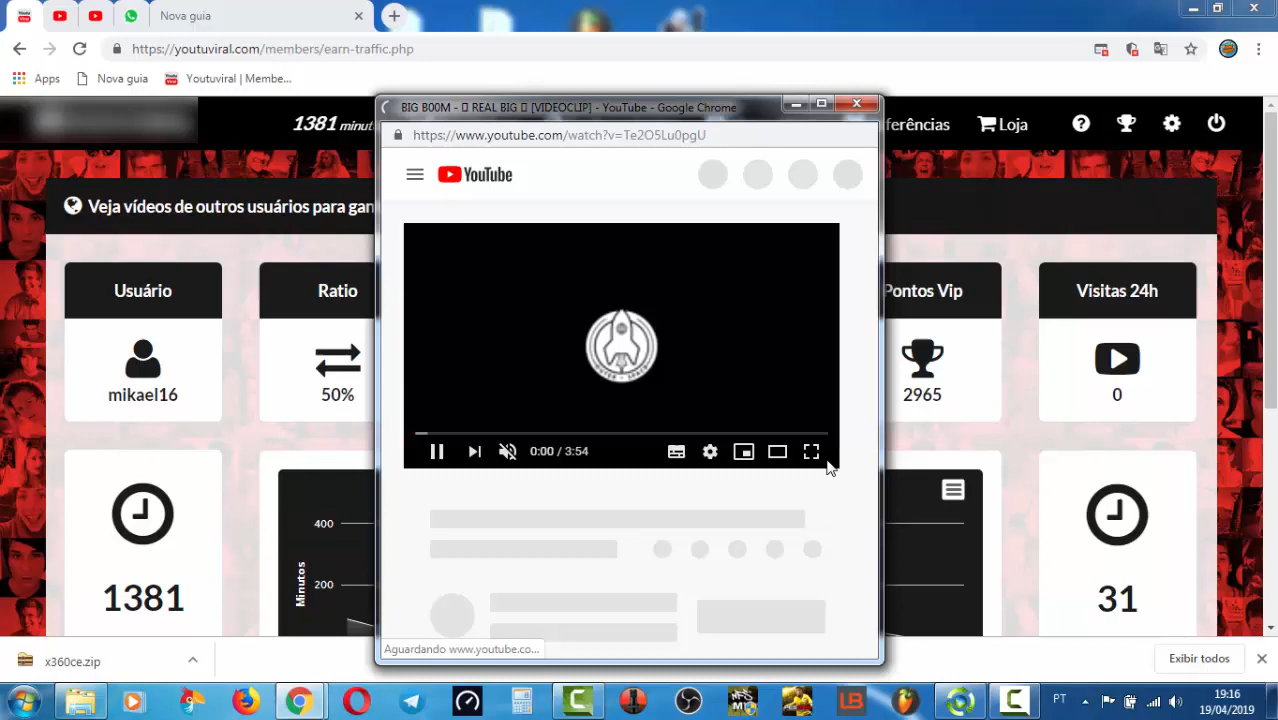 Nova guia
https://youtuviral.com/members/earn-traffic.php
Apps
Nova guia
Youtuviral | Membe...
BIG B00M - ▯ REAL BIG ▯ [VIDEOCLIP] - YouTube - Google Chrome
https://www.youtube.com/watch?v=Te2O5Lu0pgU
1381 minut
ferências
Loja
YouTube
Veja vídeos de outros usuários para gan
Usuário
Ratio
Pontos Vip
Visitas 24h
mikael16
50%
2965
0
0:00 / 3:54
400
200
Minutos
1381
31
Aguardando www.youtube.co...
x360ce.zip
Exibir todos
PT
19:16
19/04/2019